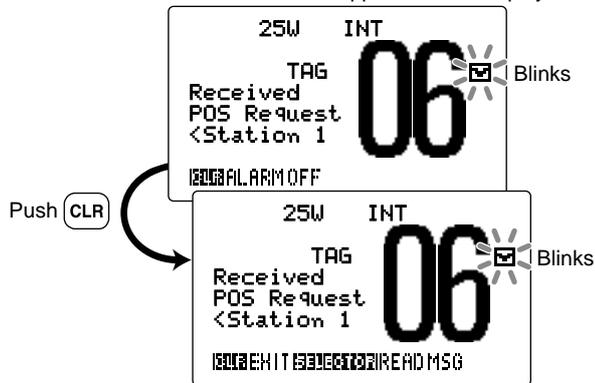 25W INT
TAG
06
Blinks
Received
POS Request
<Station 1
CLR ALARM OFF
Push CLR
25W INT
TAG
06
Blinks
Received
POS Request
<Station 1
CLR EXIT SELECTOR READ MSG